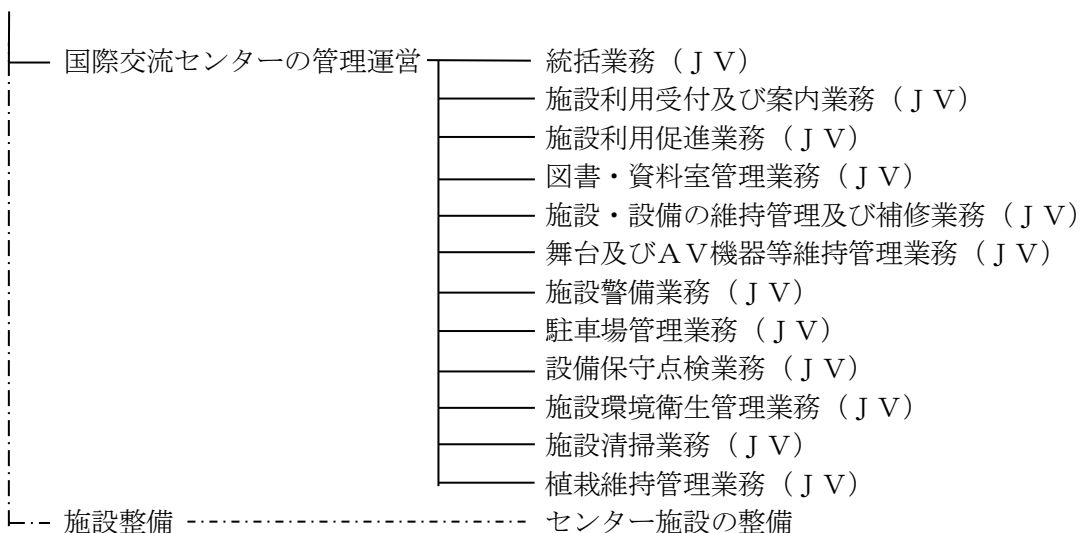 国際交流センターの管理運営 統括業務（ＪＶ）
施設利用受付及び案内業務（ＪＶ）
施設利用促進業務（ＪＶ）
図書・資料室管理業務（ＪＶ）
施設・設備の維持管理及び補修業務（ＪＶ）
舞台及びＡＶ機器等維持管理業務（ＪＶ）
施設警備業務（ＪＶ）
駐車場管理業務（ＪＶ）
設備保守点検業務（ＪＶ）
施設環境衛生管理業務（ＪＶ）
施設清掃業務（ＪＶ）
植栽維持管理業務（ＪＶ）
施設整備 センター施設の整備